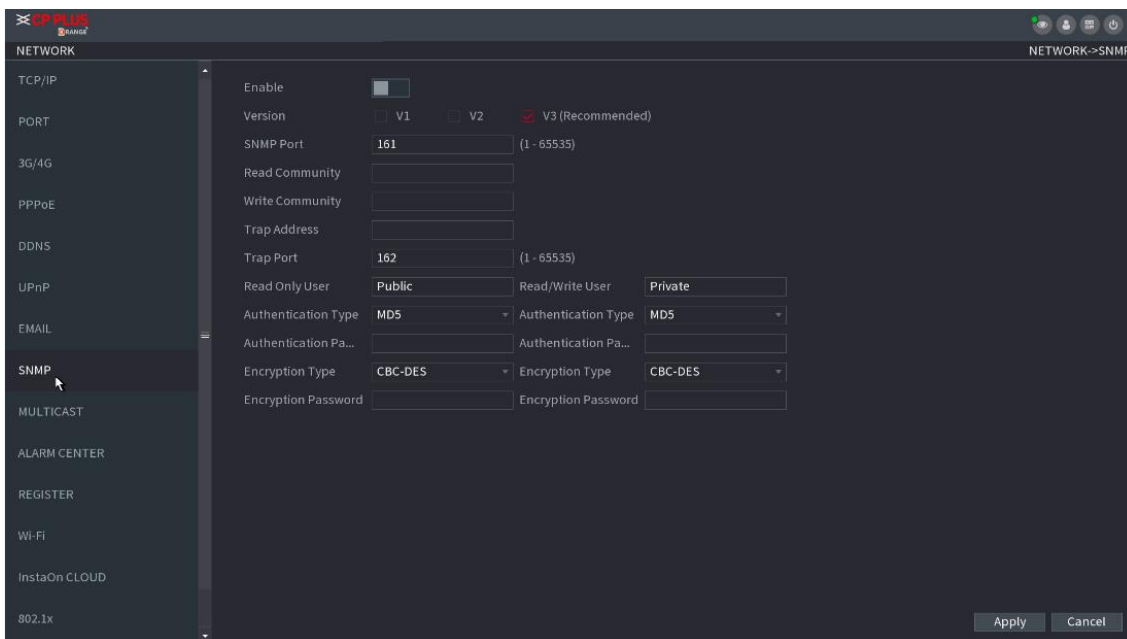 CP PLUS
ORANGE
NETWORK NETWORK->SNMP
TCP/IP
PORT
3G/4G
PPPoE
DDNS
UPnP
EMAIL
SNMP
MULTICAST
ALARM CENTER
REGISTER
Wi-Fi
InstaOn CLOUD
802.1x
Enable
Version V1 V2 V3 (Recommended)
SNMP Port 161 (1 - 65535)
Read Community
Write Community
Trap Address
Trap Port 162 (1 - 65535)
Read Only User Public Read/Write User Private
Authentication Type MD5 Authentication Type MD5
Authentication Pa... Authentication Pa...
Encryption Type CBC-DES Encryption Type CBC-DES
Encryption Password Encryption Password
Apply Cancel